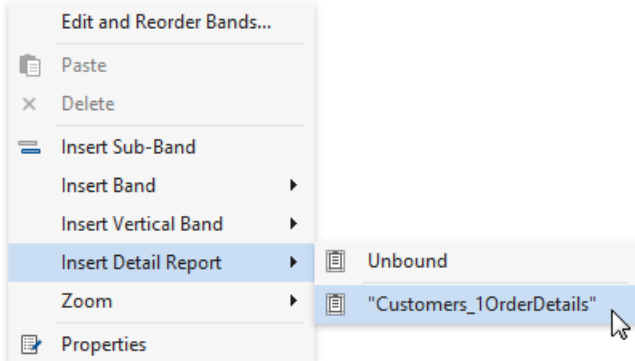 Edit and Reorder Bands...
Paste
Delete
Insert Sub-Band
Insert Band
Insert Vertical Band
Insert Detail Report
Unbound
Zoom
"Customers_1OrderDetails"
Properties